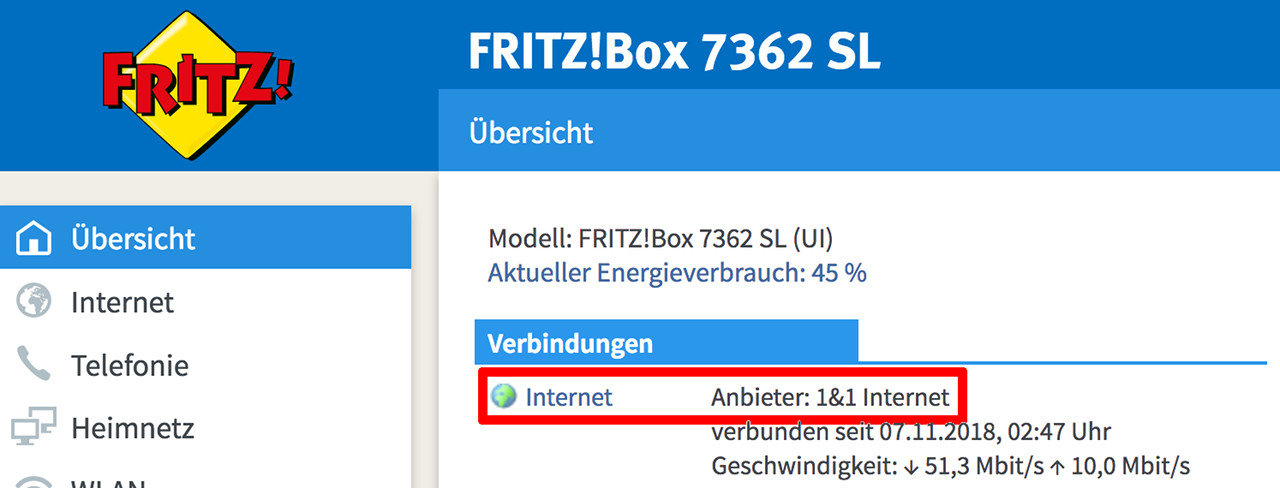 FRITZ!
FRITZ!Box 7362 SL
Übersicht
Übersicht
Internet
Telefonie
Heimnetz
WLAN
Modell: FRITZ!Box 7362 SL (UI)
Aktueller Energieverbrauch: 45 %
Verbindungen
Internet Anbieter: 1&1 Internet
verbunden seit 07.11.2018, 02:47 Uhr
Geschwindigkeit: ↓ 51,3 Mbit/s ↑ 10,0 Mbit/s